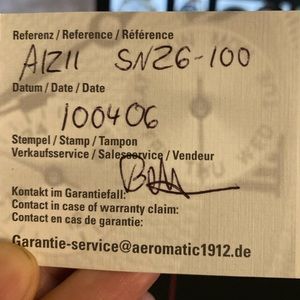 Referenz / Reference / Référence
A1211 SN26-100
Datum / Date / Date
100406
Stempel / Stamp / Tampon
Verkaufsservice / Salesservice / Vendeur
Kontakt im Garantiefall:
Contact in case of warranty claim:
Contact en cas de garantie:
Garantie-service@aeromatic1912.de